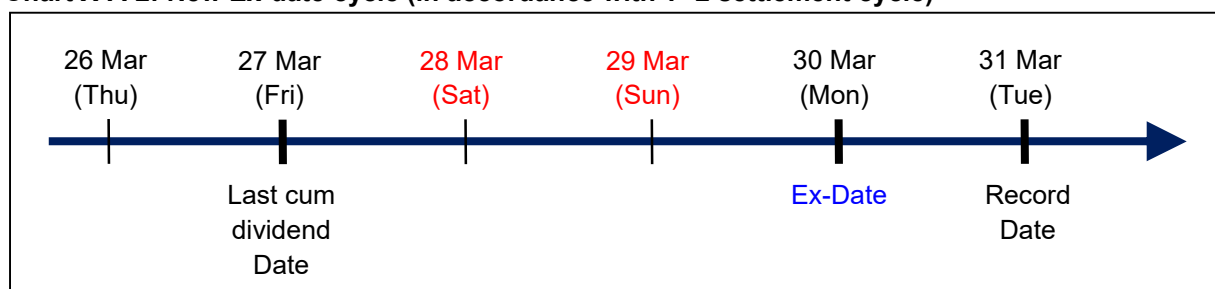 26 Mar 27 Mar 28 Mar 29 Mar 30 Mar 31 Mar
(Thu) (Fri) (Sat) (Sun) (Mon) (Tue)
Last cum Ex-Date Record
dividend Date
Date